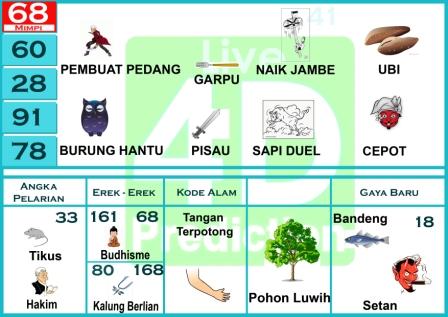 68
MIMPI
60
28
91
78
41
Live
4D
Prediction
PEMBUAT PEDANG
GARPU
NAIK JAMBE
UBI
BURUNG HANTU
PISAU
SAPI DUEL
CEPOT
ANGKA PELARIAN
EREK - EREK
KODE ALAM
GAYA BARU
33
Tikus
Hakim
161 68
Budhisme
80 168
Kalung Berlian
Tangan
Terpotong
Pohon Luwih
Bandeng
18
Setan